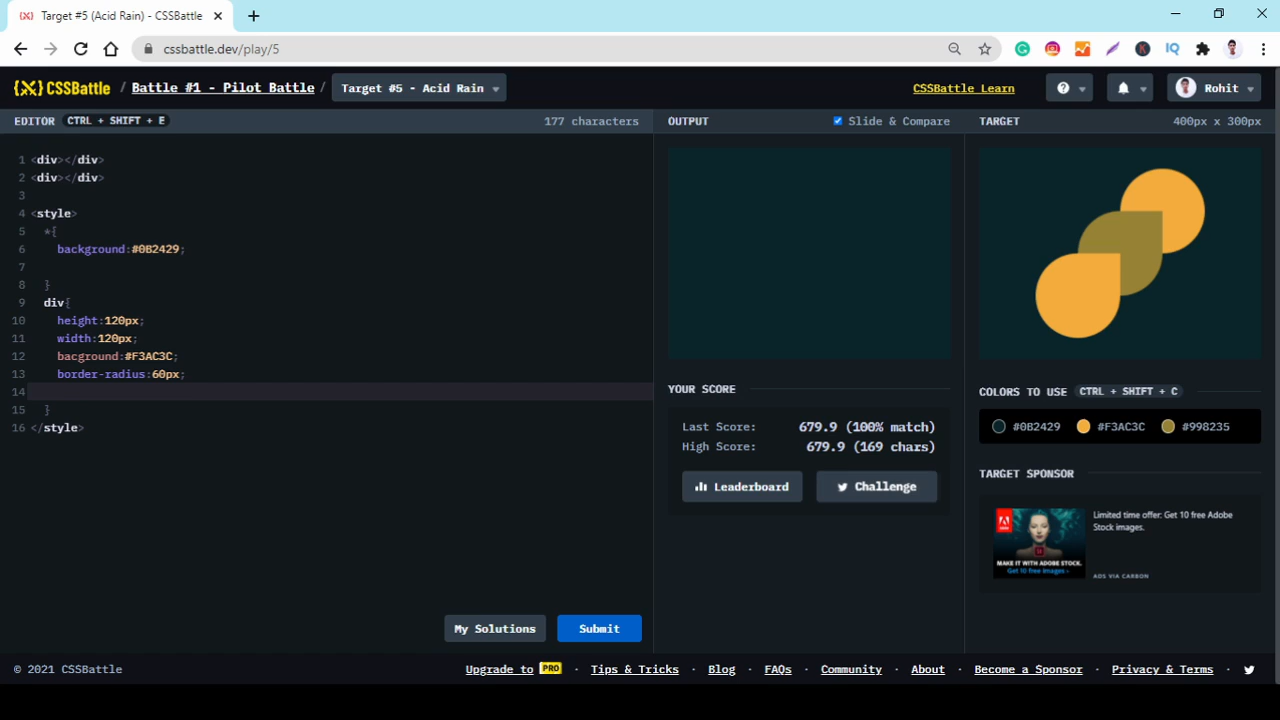 Target #5 (Acid Rain) - CSSBattle
cssbattle.dev/play/5
CSSBattle / Battle #1 - Pilot Battle / Target #5 - Acid Rain
CSSBattle Learn
Rohit
EDITOR CTRL + SHIFT + E 177 characters
OUTPUT Slide & Compare
TARGET 400px x 300px
1 <div></div>
2 <div></div>
3
4 <style>
5 *{
6 background:#0B2429;
7
8 }
9 div{
10 height:120px;
11 width:120px;
12 bacground:#F3AC3C;
13 border-radius:60px;
14
15 }
16 </style>
YOUR SCORE
Last Score: 679.9 (100% match)
High Score: 679.9 (169 chars)
Leaderboard Challenge
COLORS TO USE CTRL + SHIFT + C
#0B2429 #F3AC3C #998235
TARGET SPONSOR
MAKE IT WITH ADOBE STOCK.
Get 10 free images ›
Limited time offer: Get 10 free Adobe
Stock images.
ADS VIA CARBON
My Solutions Submit
© 2021 CSSBattle
Upgrade to PRO · Tips & Tricks · Blog · FAQs · Community · About · Become a Sponsor · Privacy & Terms ·